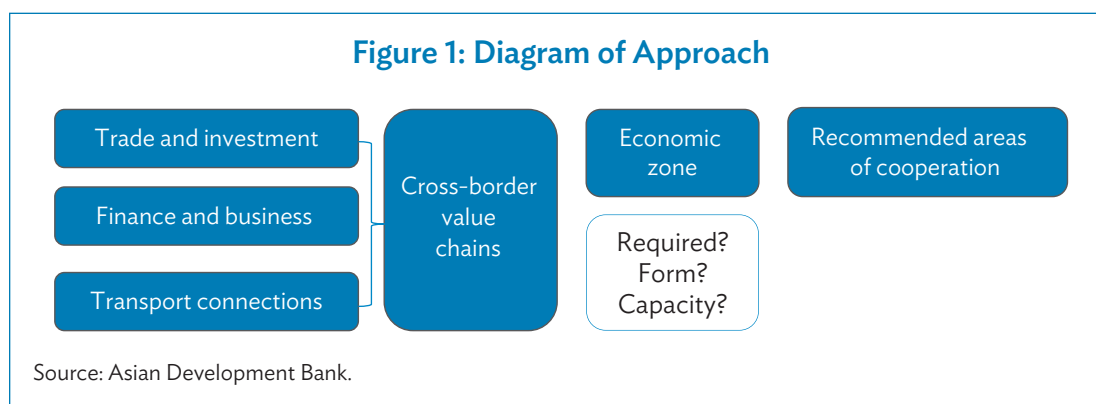 Figure 1: Diagram of Approach
Trade and investment
Finance and business
Transport connections
Cross-border
value
chains
Economic
zone
Required?
Form?
Capacity?
Recommended areas
of cooperation
Source: Asian Development Bank.